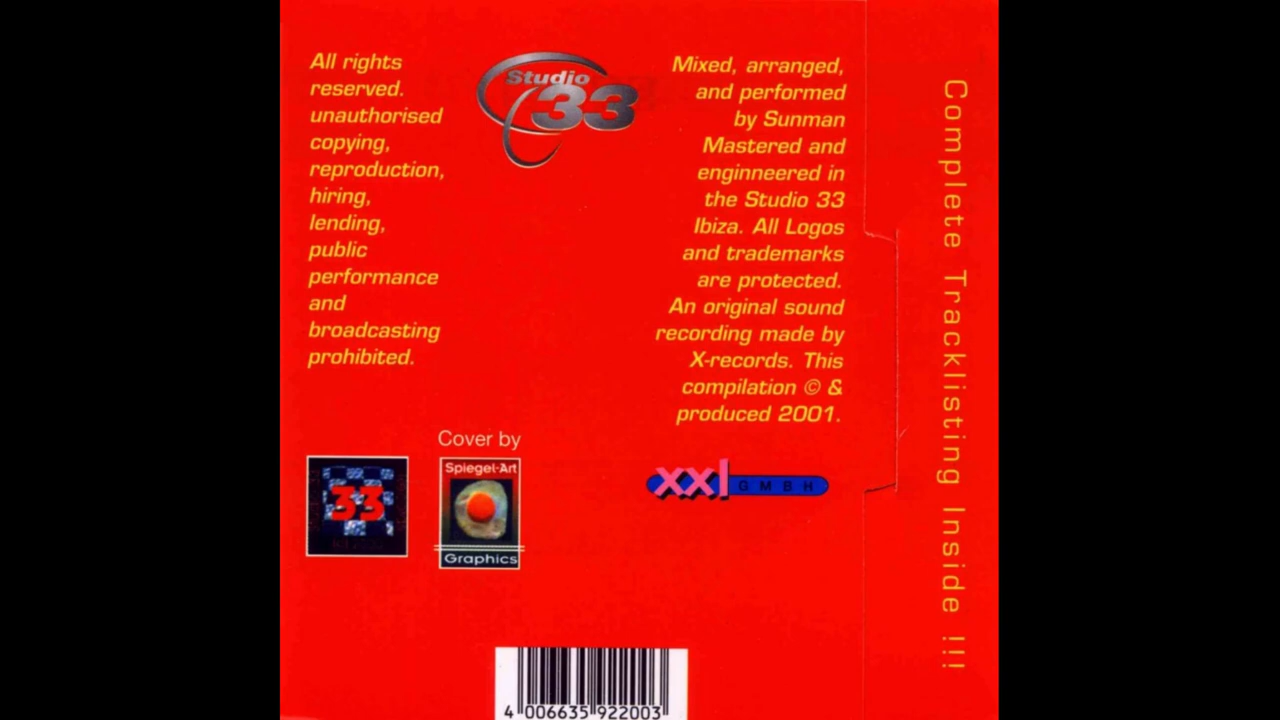 All rights
reserved.
unauthorised
copying,
reproduction,
hiring,
lending,
public
performance
and
broadcasting
prohibited.
Studio
33
Mixed, arranged,
and performed
by Sunman
Mastered and
enginneered in
the Studio 33
Ibiza. All Logos
and trademarks
are protected.
An original sound
recording made by
X-records. This
compilation © &
produced 2001.
Complete Tracklisting Inside !!!
33
Cover by
Spiegel-Art
Graphics
xxl GMBH
4 006635 922003